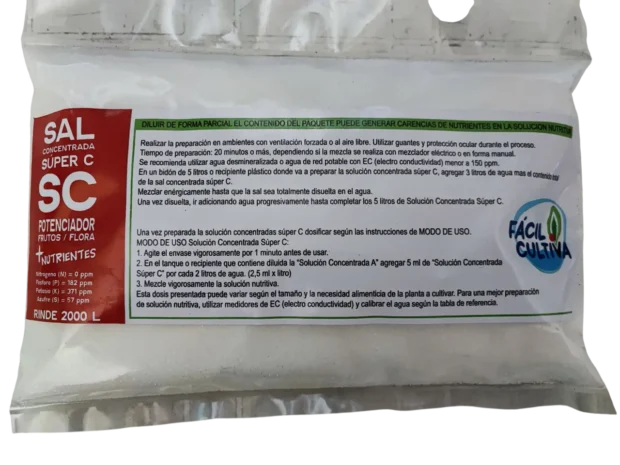 SAL
CONCENTRADA
SÚPER C
SC
POTENCIADOR
FRUTOS / FLORA
+NUTRIENTES
Nitrógeno (N) = 0 ppm
Fósforo (P) = 182 ppm
Potasio (K) = 371 ppm
Azufre (S) = 57 ppm
RINDE 2000 L
DILUIR DE FORMA PARCIAL EL CONTENIDO DEL PAQUETE PUEDE GENERAR CARENCIAS DE NUTRIENTES EN LA SOLUCIÓN NUTRITIVA
Realizar la preparación en ambientes con ventilación forzada o al aire libre. Utilizar guantes y protección ocular durante el proceso.
Tiempo de preparación: 20 minutos o más, dependiendo si la mezcla se realiza con mezclador eléctrico o en forma manual.
Se recomienda utilizar agua desmineralizada o agua de red potable con EC (electro conductividad) menor a 150 ppm.
En un bidón de 5 litros o recipiente plástico donde va a preparar la solución concentrada súper C, agregar 3 litros de agua mas el contenido total
de la sal concentrada súper C.
Mezclar enérgicamente hasta que la sal sea totalmente disuelta en el agua.
Una vez disuelta, ir adicionando agua progresivamente hasta completar los 5 litros de Solución Concentrada Súper C.
Una vez preparada la solución concentradas súper C dosificar según las instrucciones de MODO DE USO.
MODO DE USO Solución Concentrada Súper C:
1. Agite el envase vigorosamente por 1 minuto antes de usar.
2. En el tanque o recipiente que contiene diluida la "Solución Concentrada A" agregar 5 ml de "Solución Concentrada
Súper C" por cada 2 litros de agua. (2,5 ml x litro)
3. Mezcle vigorosamente la solución nutritiva.
Esta dosis presentada puede variar según el tamaño y la necesidad alimenticia de la planta a cultivar. Para una mejor preparación
de solución nutritiva, utilizar medidores de EC (electro conductividad) y calibrar el agua según la tabla de referencia.
FÁCIL
CULTIVA